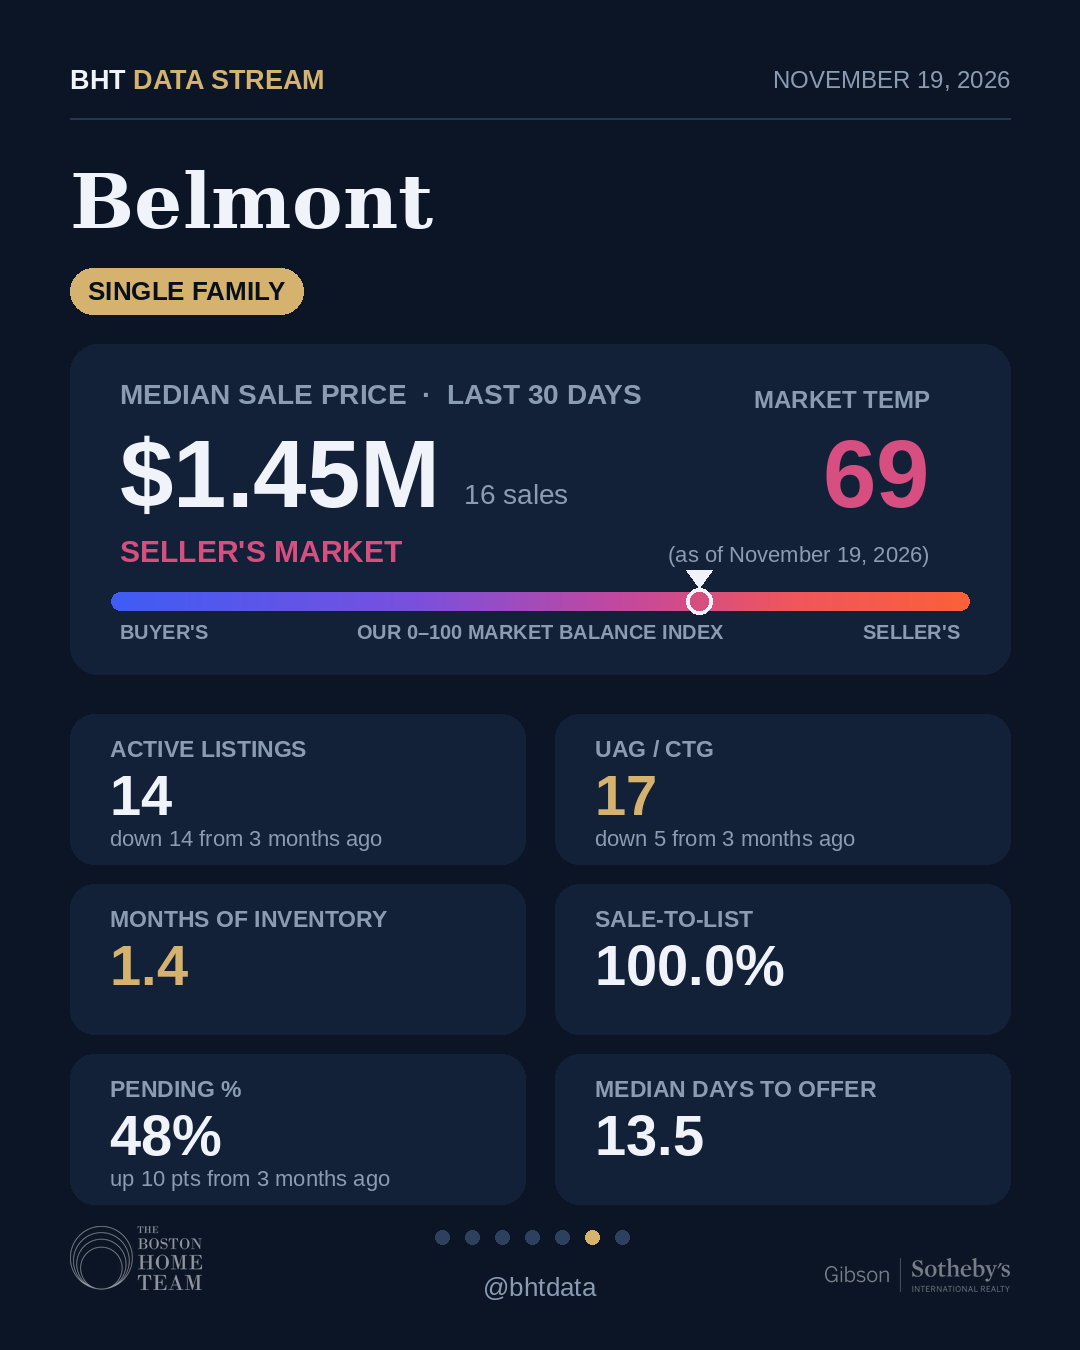 BHT DATA STREAM
NOVEMBER 19, 2026
Belmont
SINGLE FAMILY
MEDIAN SALE PRICE · LAST 30 DAYS
MARKET TEMP
$1.45M 16 sales
69
SELLER'S MARKET
(as of November 19, 2026)
BUYER'S
OUR 0–100 MARKET BALANCE INDEX
SELLER'S
ACTIVE LISTINGS
14
down 14 from 3 months ago
UAG / CTG
17
down 5 from 3 months ago
MONTHS OF INVENTORY
1.4
SALE-TO-LIST
100.0%
PENDING %
48%
up 10 pts from 3 months ago
MEDIAN DAYS TO OFFER
13.5
THE
BOSTON
HOME
TEAM
@bhtdata
Gibson
Sotheby's
INTERNATIONAL REALTY